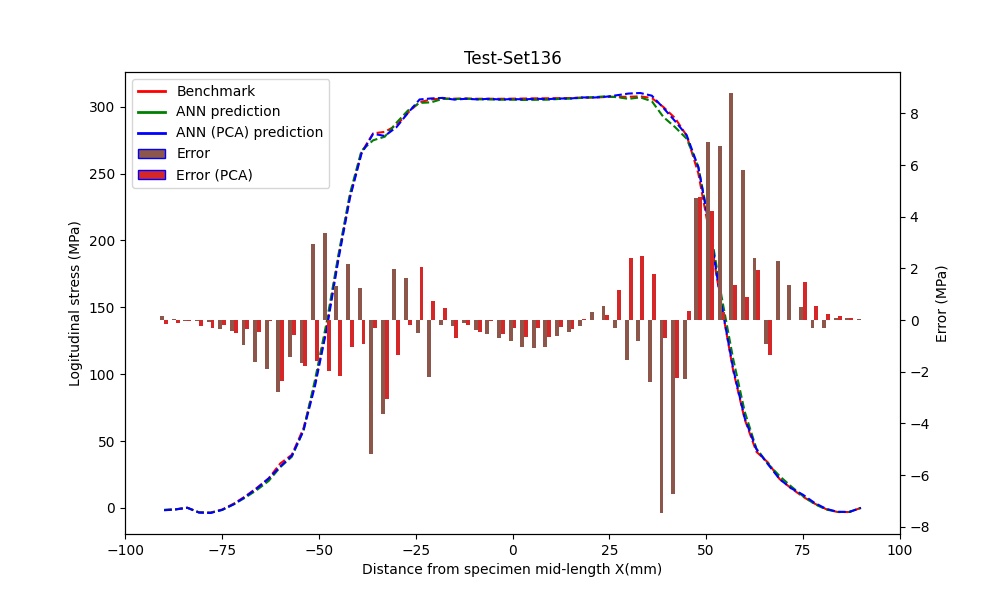 Test-Set136
Benchmark
ANN prediction
ANN (PCA) prediction
Error
Error (PCA)
Logitudinal stress (MPa)
300
250
200
150
100
50
0
8
6
4
2
0
−2
−4
−6
−8
Error (MPa)
−100 −75 −50 −25 0 25 50 75 100
Distance from specimen mid-length X(mm)